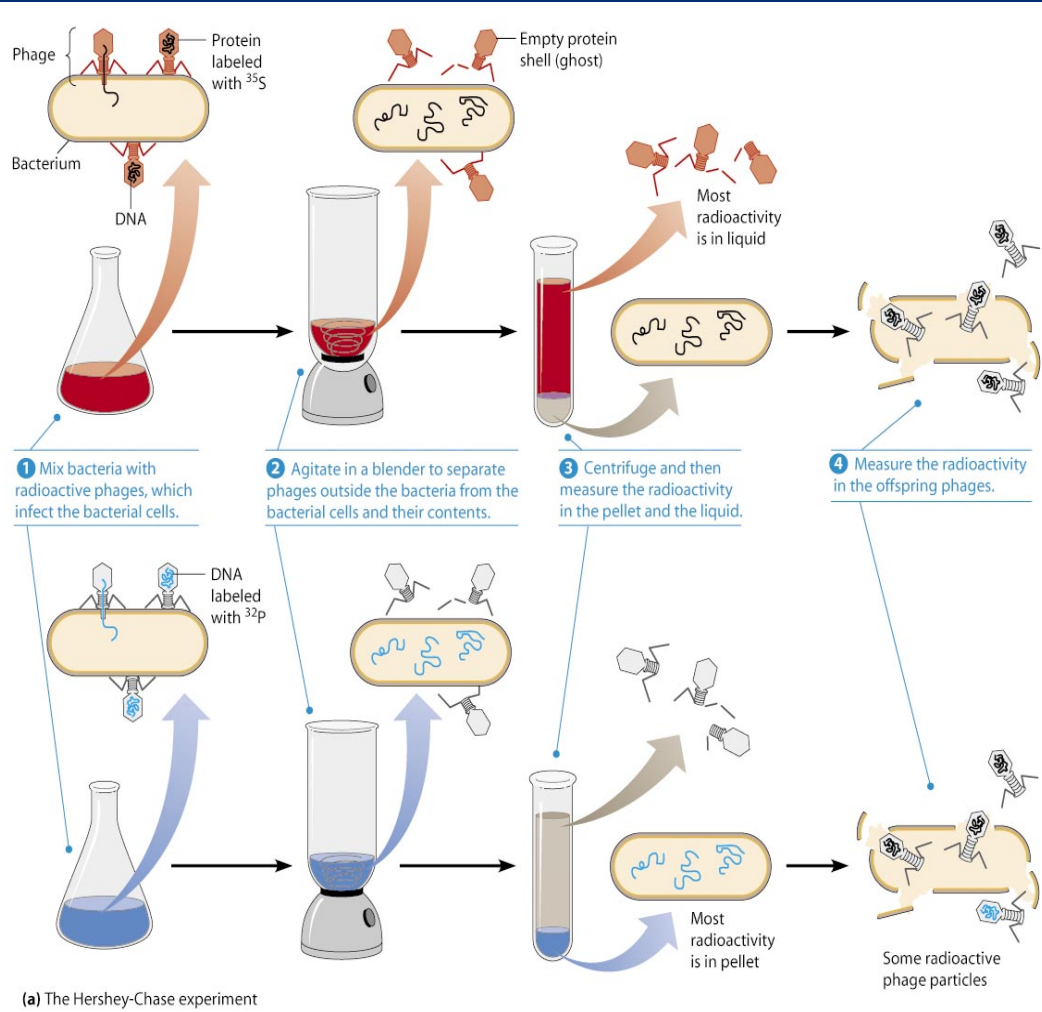 Phage
Protein
labeled
with ³⁵S
Bacterium
DNA
Empty protein
shell (ghost)
Most
radioactivity
is in liquid
1 Mix bacteria with
radioactive phages, which
infect the bacterial cells.
2 Agitate in a blender to separate
phages outside the bacteria from the
bacterial cells and their contents.
3 Centrifuge and then
measure the radioactivity
in the pellet and the liquid.
4 Measure the radioactivity
in the offspring phages.
DNA
labeled
with ³²P
Most
radioactivity
is in pellet
Some radioactive
phage particles
(a) The Hershey-Chase experiment